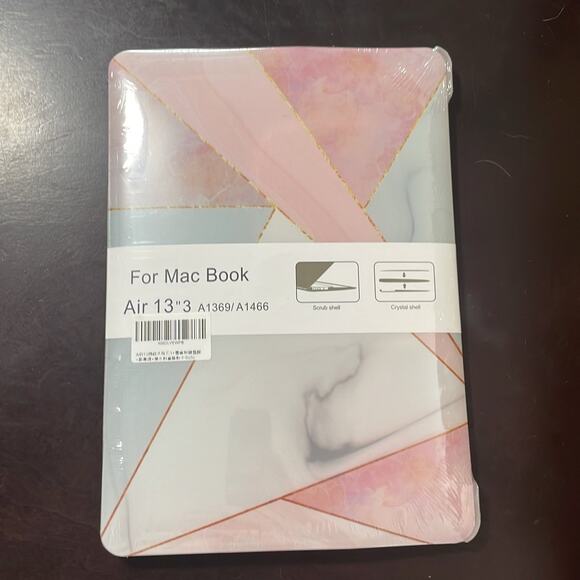 For Mac Book
Air 13"3 A1369/A1466
Scrub shell
Crystal shell